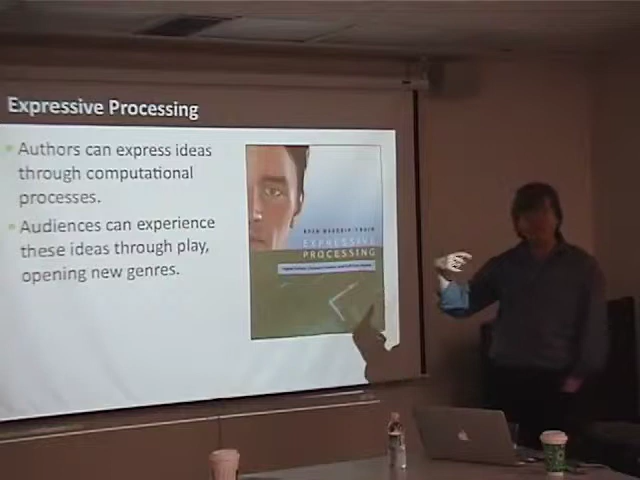 Expressive Processing
Authors can express ideas
through computational
processes.
Audiences can experience
these ideas through play,
opening new genres.
EXPRESSIVE
PROCESSING